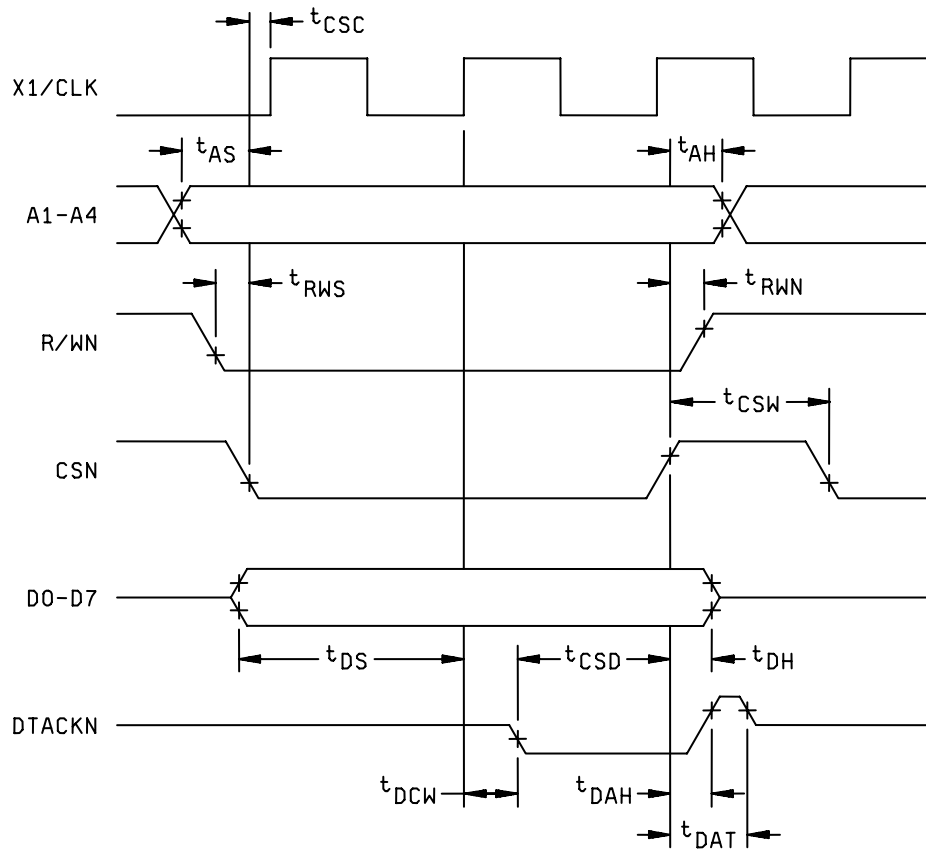 tCSC
X1/CLK
tAS
tAH
A1-A4
tRWS
tRWN
R/WN
tCSW
CSN
D0-D7
tDS
tCSD
tDH
DTACKN
tDCW
tDAH
tDAT